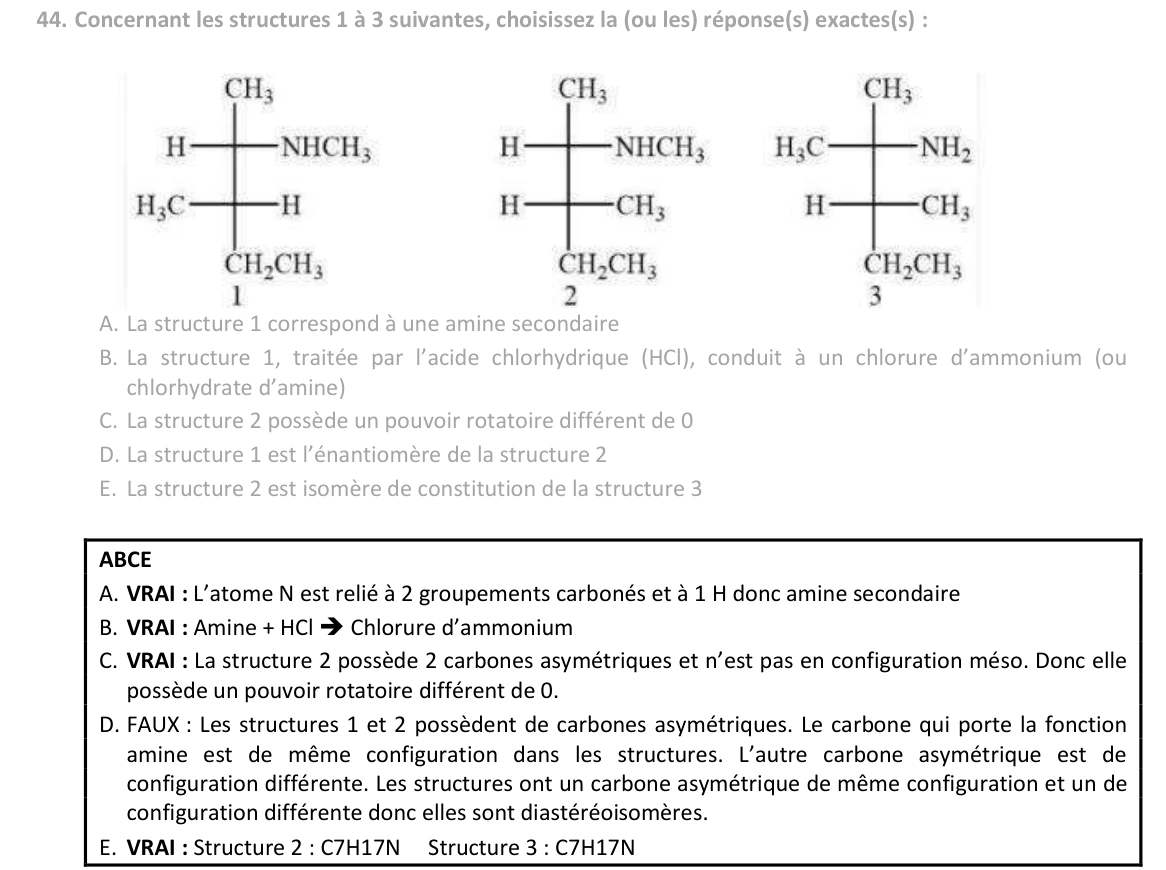 44. Concernant les structures 1 à 3 suivantes, choisissez la (ou les) réponse(s) exactes(s) :
CH3 CH3 CH3
H NHCH3 H NHCH3 H3C NH2
H3C H H CH3 H CH3
CH2CH3 CH2CH3 CH2CH3
1 2 3
A. La structure 1 correspond à une amine secondaire
B. La structure 1, traitée par l’acide chlorhydrique (HCl), conduit à un chlorure d’ammonium (ou
chlorhydrate d’amine)
C. La structure 2 possède un pouvoir rotatoire différent de 0
D. La structure 1 est l’énantiomère de la structure 2
E. La structure 2 est isomère de constitution de la structure 3
ABCE
A. VRAI : L’atome N est relié à 2 groupements carbonés et à 1 H donc amine secondaire
B. VRAI : Amine + HCl ➔ Chlorure d’ammonium
C. VRAI : La structure 2 possède 2 carbones asymétriques et n’est pas en configuration méso. Donc elle
possède un pouvoir rotatoire différent de 0.
D. FAUX : Les structures 1 et 2 possèdent de carbones asymétriques. Le carbone qui porte la fonction
amine est de même configuration dans les structures. L’autre carbone asymétrique est de
configuration différente. Les structures ont un carbone asymétrique de même configuration et un de
configuration différente donc elles sont diastéréoisomères.
E. VRAI : Structure 2 : C7H17N Structure 3 : C7H17N